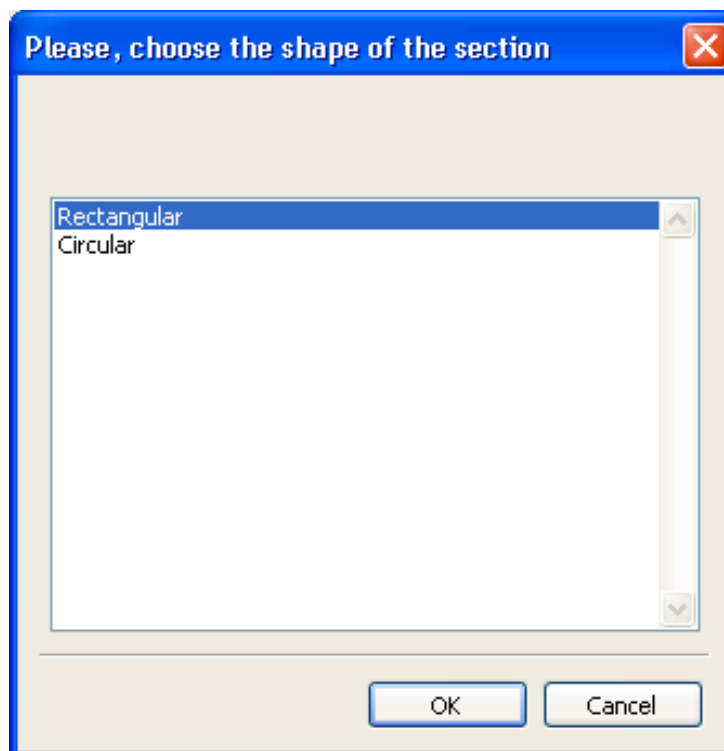 Please, choose the shape of the section
Rectangular
Circular
OK
Cancel